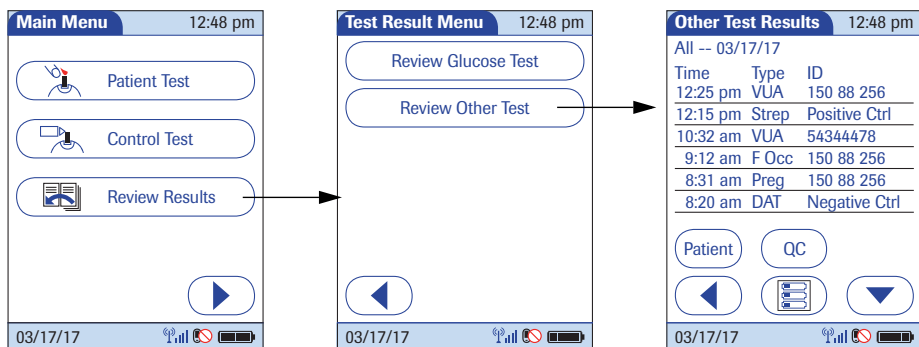 Main Menu 12:48 pm
Patient Test
Control Test
Review Results
03/17/17
Test Result Menu 12:48 pm
Review Glucose Test
Review Other Test
03/17/17
Other Test Results 12:48 pm
All -- 03/17/17
Time Type ID
12:25 pm VUA 150 88 256
12:15 pm Strep Positive Ctrl
10:32 am VUA 54344478
9:12 am F Occ 150 88 256
8:31 am Preg 150 88 256
8:20 am DAT Negative Ctrl
Patient QC
03/17/17